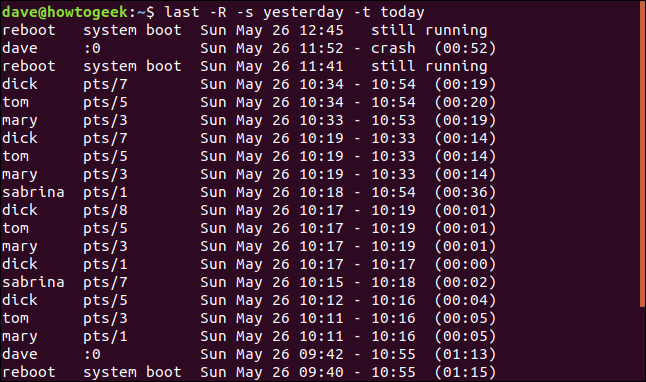 dave@howtogeek:~$ last -R -s yesterday -t today
reboot   system boot  Sun May 26 12:45   still running
dave     :0           Sun May 26 11:52 - crash  (00:52)
reboot   system boot  Sun May 26 11:41   still running
dick     pts/7        Sun May 26 10:34 - 10:54  (00:19)
tom      pts/5        Sun May 26 10:34 - 10:54  (00:20)
mary     pts/3        Sun May 26 10:33 - 10:53  (00:19)
dick     pts/7        Sun May 26 10:19 - 10:33  (00:14)
tom      pts/5        Sun May 26 10:19 - 10:33  (00:14)
mary     pts/3        Sun May 26 10:19 - 10:33  (00:14)
sabrina  pts/1        Sun May 26 10:18 - 10:54  (00:36)
dick     pts/8        Sun May 26 10:17 - 10:19  (00:01)
tom      pts/5        Sun May 26 10:17 - 10:19  (00:01)
mary     pts/3        Sun May 26 10:17 - 10:19  (00:01)
dick     pts/1        Sun May 26 10:17 - 10:17  (00:00)
sabrina  pts/7        Sun May 26 10:15 - 10:18  (00:02)
dick     pts/5        Sun May 26 10:12 - 10:16  (00:04)
tom      pts/3        Sun May 26 10:11 - 10:16  (00:05)
mary     pts/1        Sun May 26 10:11 - 10:16  (00:05)
dave     :0           Sun May 26 09:42 - 10:55  (01:13)
reboot   system boot  Sun May 26 09:40 - 10:55  (01:15)